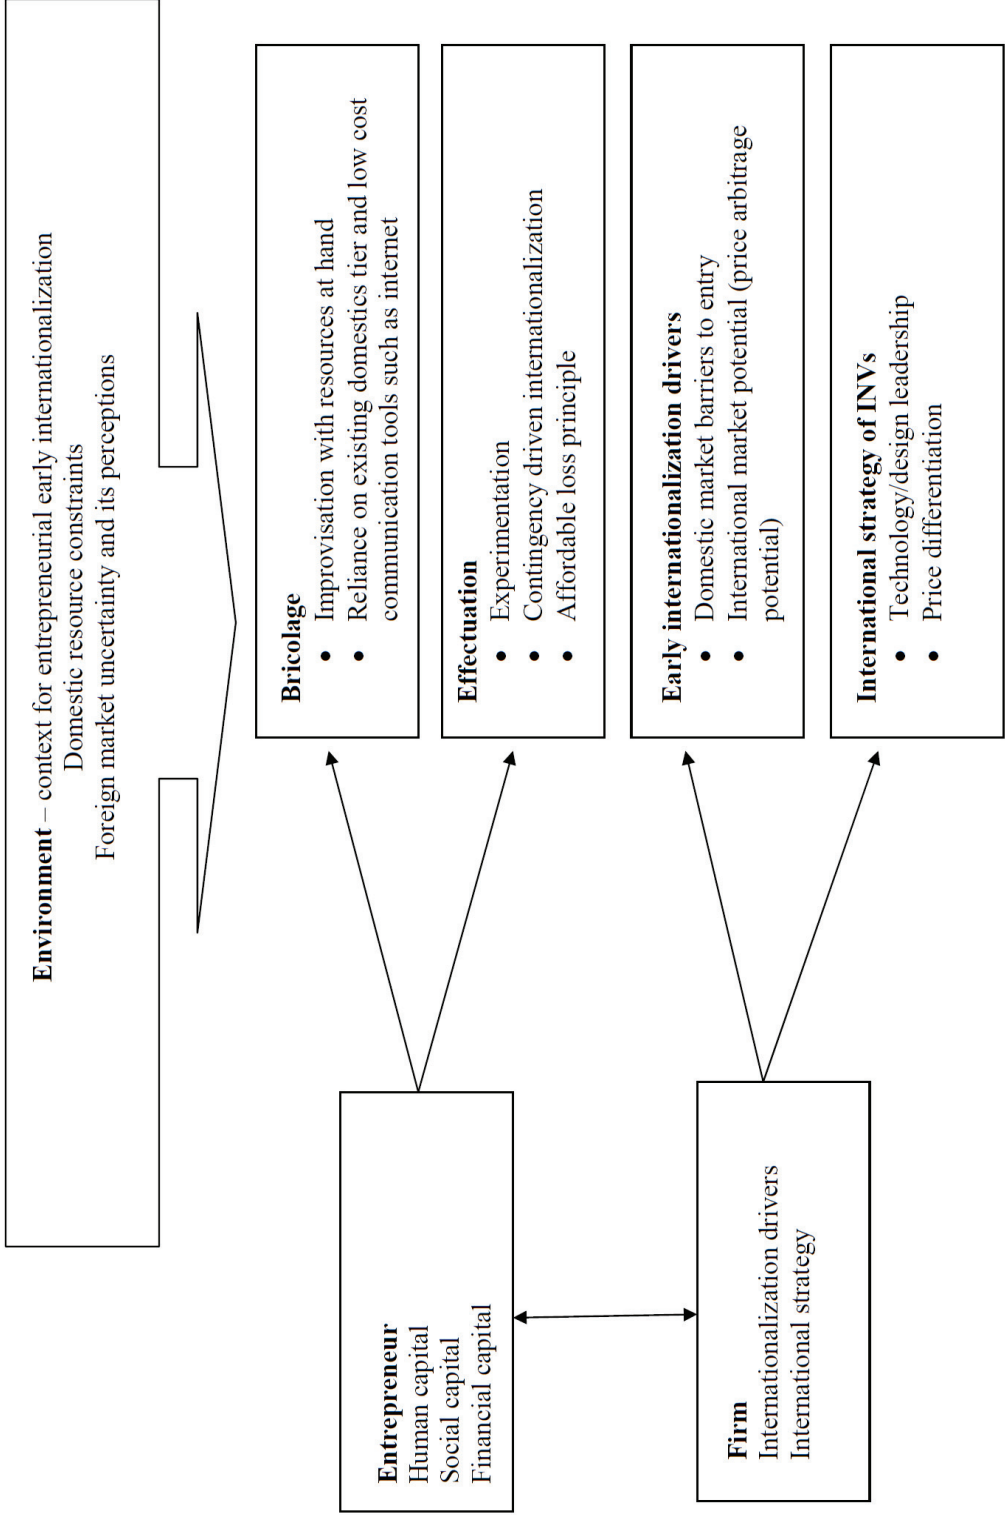 Environment – context for entrepreneurial early internationalization
Domestic resource constraints
Foreign market uncertainty and its perceptions
Entrepreneur
Human capital
Social capital
Financial capital
Firm
Internationalization drivers
International strategy
Bricolage
• Improvisation with resources at hand
• Reliance on existing domestics tier and low cost
communication tools such as internet
Effectuation
• Experimentation
• Contingency driven internationalization
• Affordable loss principle
Early internationalization drivers
• Domestic market barriers to entry
• International market potential (price arbitrage
potential)
International strategy of INVs
• Technology/design leadership
• Price differentiation